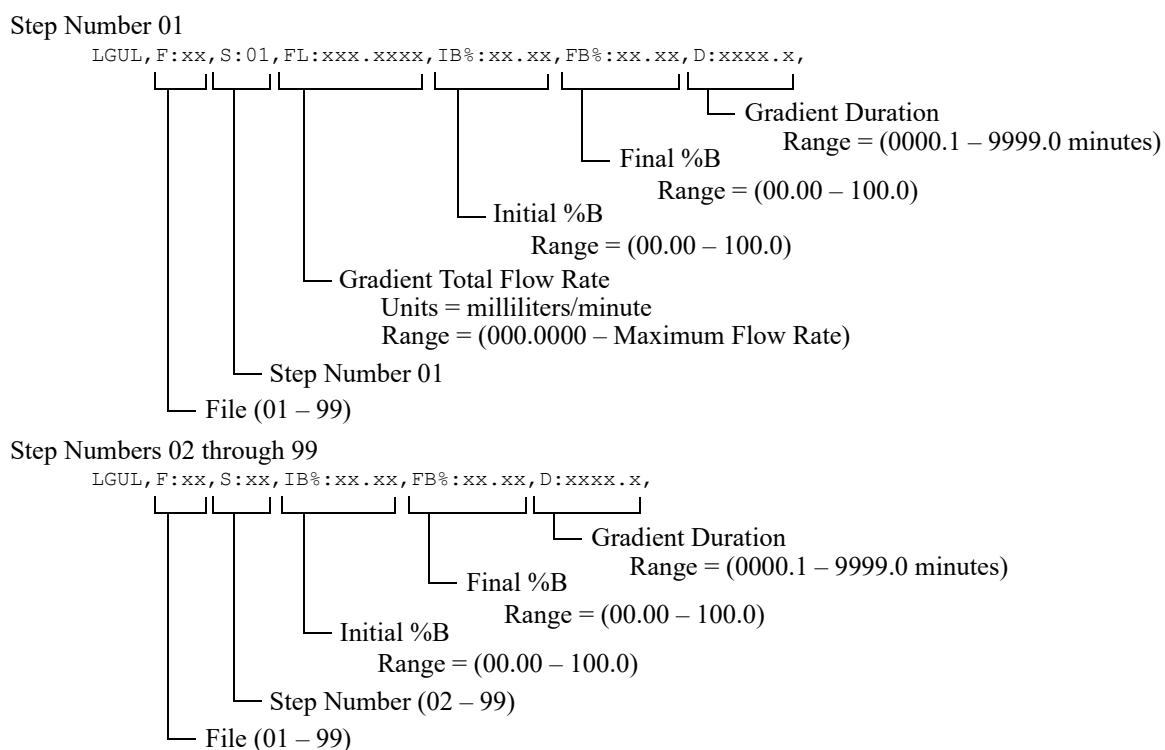 Step Number 01
LGUL,F:xx,S:01,FL:xxx.xxxx,IB%:xx.xx,FB%:xx.xx,D:xxxx.x,
Gradient Duration
Range = (0000.1 – 9999.0 minutes)
Final %B
Range = (00.00 – 100.0)
Initial %B
Range = (00.00 – 100.0)
Gradient Total Flow Rate
Units = milliliters/minute
Range = (000.0000 – Maximum Flow Rate)
Step Number 01
File (01 – 99)
Step Numbers 02 through 99
LGUL,F:xx,S:xx,IB%:xx.xx,FB%:xx.xx,D:xxxx.x,
Gradient Duration
Range = (0000.1 – 9999.0 minutes)
Final %B
Range = (00.00 – 100.0)
Initial %B
Range = (00.00 – 100.0)
Step Number (02 – 99)
File (01 – 99)